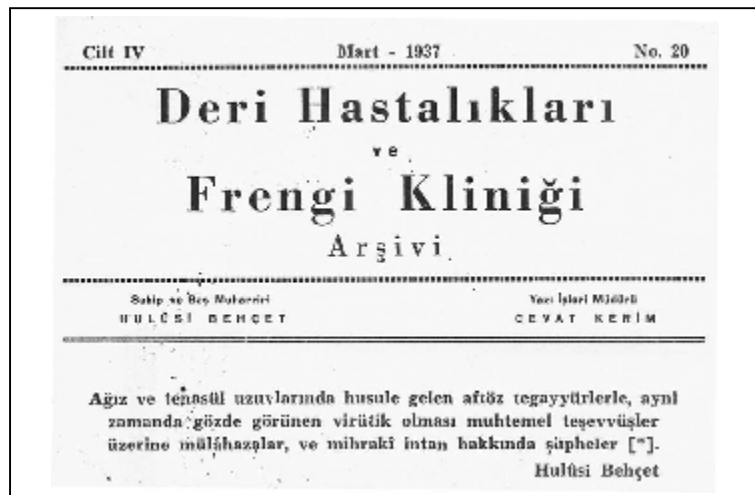 Cilt IV Mart - 1937 No. 20
Deri Hastalıkları
ve
Frengi Kliniği
Arşivi
Sahip ve Baş Muharriri Yazı İşleri Müdürü
HULÛSİ BEHÇET CEVAT KERİM
Ağız ve tenasül uzuvlarında husule gelen aftöz tegayyürlerle, aynî
zamanda gözde görünen virütik olması muhtemel teşevvüşler
üzerine mülâhazalar, ve mihrakî intan hakkında şüpheler [*].
Hulûsi Behçet